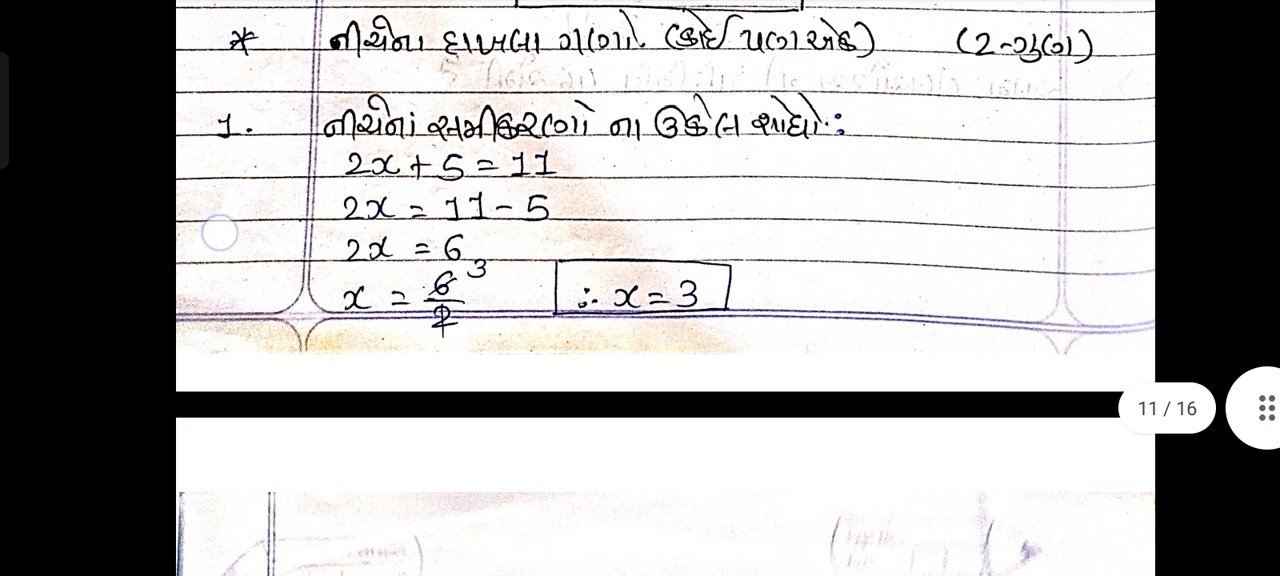 * નીચેના દાખલા ગણો. (કોઈ પણ એક) (2-ગુણ)
1. નીચેનાં સમીકરણો ના ઉકેલ શોધો:
2x + 5 = 11
2x = 11 - 5
2x = 6
x = 6/2 3 ∴ x = 3
11 / 16